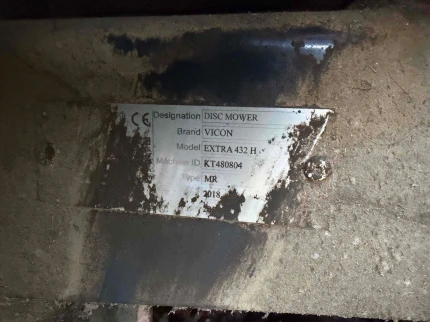 CE Designation DISC MOWER
Brand VICON
Model EXTRA 432 H
Machine ID KT480804
Type MR
2018